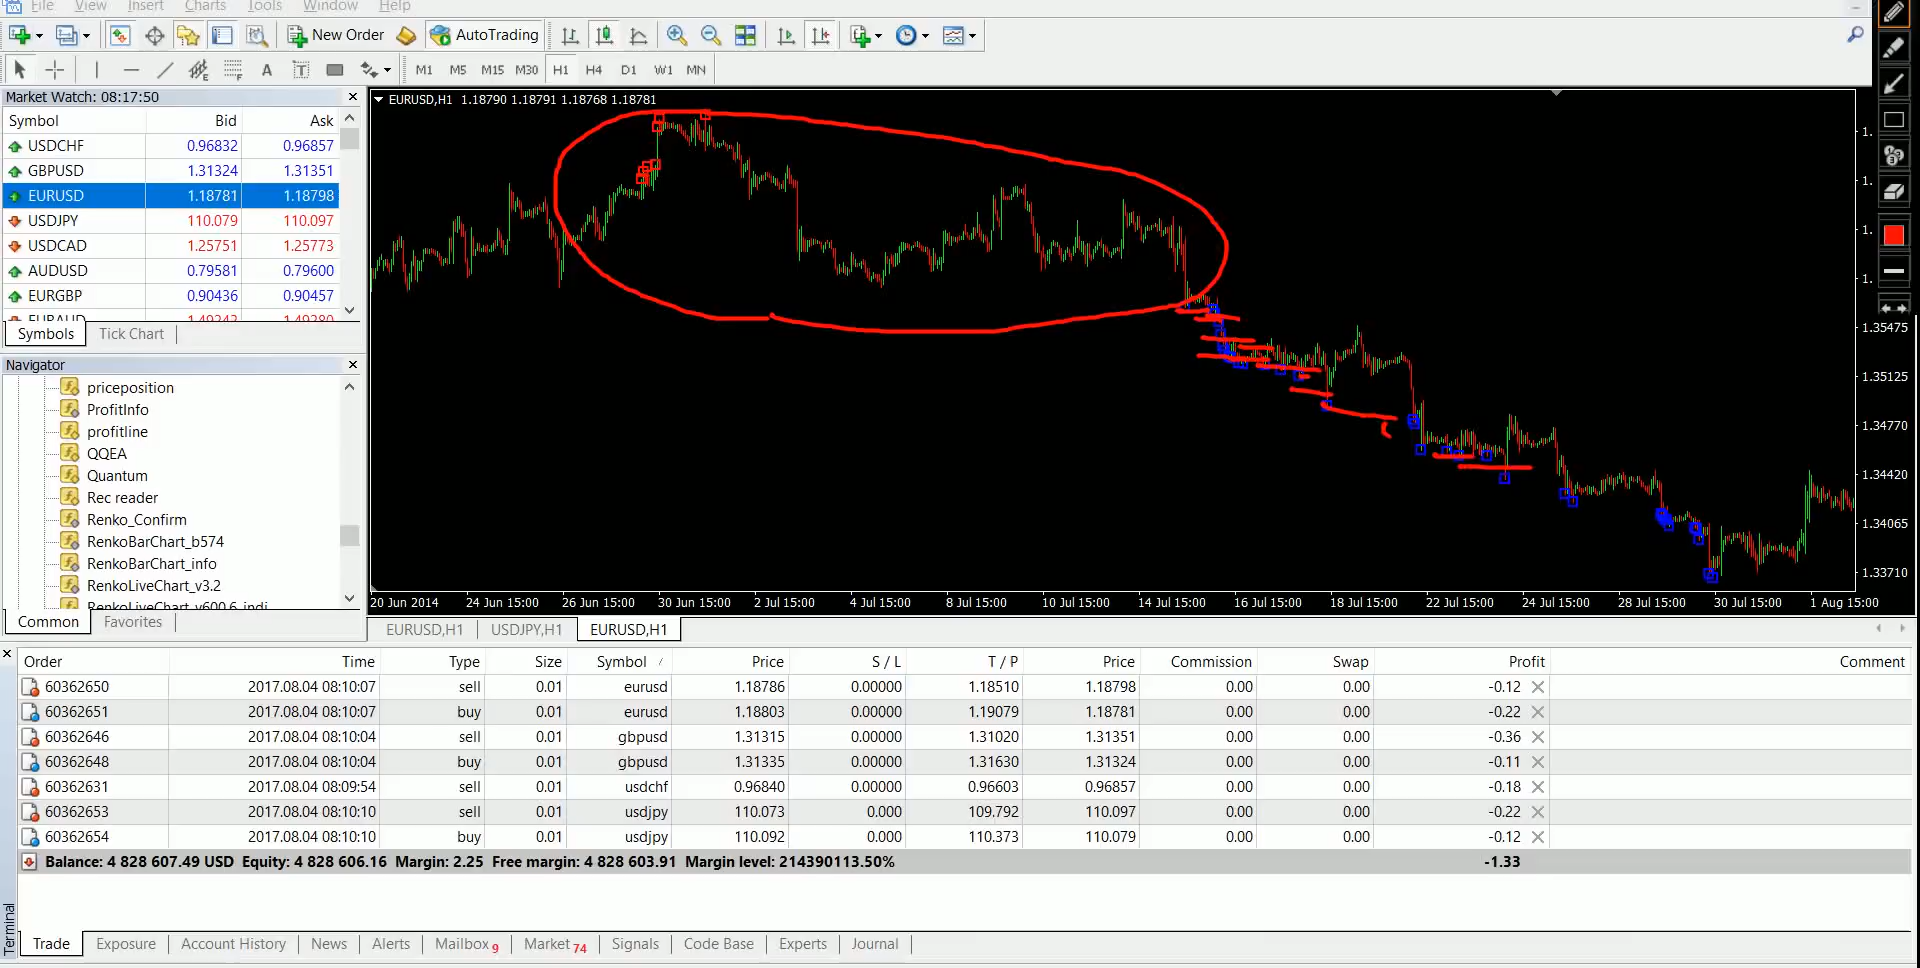 File View Insert Charts Tools Window Help
New Order AutoTrading
A T M1 M5 M15 M30 H1 H4 D1 W1 MN
Market Watch: 08:17:50
Symbol Bid Ask
USDCHF 0.96832 0.96857
GBPUSD 1.31324 1.31351
EURUSD 1.18781 1.18798
USDJPY 110.079 110.097
USDCAD 1.25751 1.25773
AUDUSD 0.79581 0.79600
EURGBP 0.90436 0.90457
EURAUD 1.49242 1.49280
Symbols Tick Chart
Navigator
priceposition
ProfitInfo
profitline
QQEA
Quantum
Rec reader
Renko_Confirm
RenkoBarChart_b574
RenkoBarChart_info
RenkoLiveChart_v3.2
RenkoLiveChart_v600.6_indi
Common Favorites
EURUSD,H1 1.18790 1.18791 1.18768 1.18781
1.
1.
1.
1.
1.35475
1.35125
1.34770
1.34420
1.34065
1.33710
20 Jun 2014 24 Jun 15:00 26 Jun 15:00 30 Jun 15:00 2 Jul 15:00 4 Jul 15:00 8 Jul 15:00 10 Jul 15:00 14 Jul 15:00 16 Jul 15:00 18 Jul 15:00 22 Jul 15:00 24 Jul 15:00 28 Jul 15:00 30 Jul 15:00 1 Aug 15:00
EURUSD,H1 USDJPY,H1 EURUSD,H1
Order Time Type Size Symbol / Price S / L T / P Price Commission Swap Profit Comment
60362650 2017.08.04 08:10:07 sell 0.01 eurusd 1.18786 0.00000 1.18510 1.18798 0.00 0.00 -0.12
60362651 2017.08.04 08:10:07 buy 0.01 eurusd 1.18803 0.00000 1.19079 1.18781 0.00 0.00 -0.22
60362646 2017.08.04 08:10:04 sell 0.01 gbpusd 1.31315 0.00000 1.31020 1.31351 0.00 0.00 -0.36
60362648 2017.08.04 08:10:04 buy 0.01 gbpusd 1.31335 0.00000 1.31630 1.31324 0.00 0.00 -0.11
60362631 2017.08.04 08:09:54 sell 0.01 usdchf 0.96840 0.00000 0.96603 0.96857 0.00 0.00 -0.18
60362653 2017.08.04 08:10:10 sell 0.01 usdjpy 110.073 0.000 109.792 110.097 0.00 0.00 -0.22
60362654 2017.08.04 08:10:10 buy 0.01 usdjpy 110.092 0.000 110.373 110.079 0.00 0.00 -0.12
Balance: 4 828 607.49 USD Equity: 4 828 606.16 Margin: 2.25 Free margin: 4 828 603.91 Margin level: 214390113.50% -1.33
Terminal
Trade Exposure Account History News Alerts Mailbox 9 Market 74 Signals Code Base Experts Journal